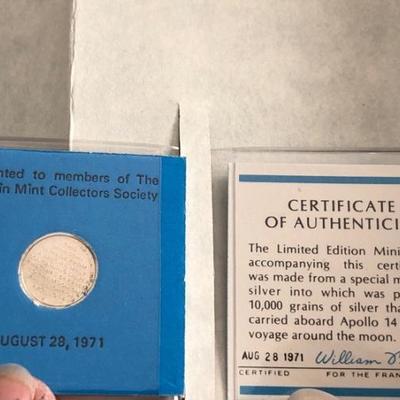 nted to members of The
in Mint Collectors Society
UGUST 28, 1971
CERTIFICATE
OF AUTHENTICI
The Limited Edition Mini
accompanying this certi
was made from a special m
silver into which was p
10,000 grains of silver tha
carried aboard Apollo 14
voyage around the moon.
AUG 28 1971 William
CERTIFIED FOR THE FRAN